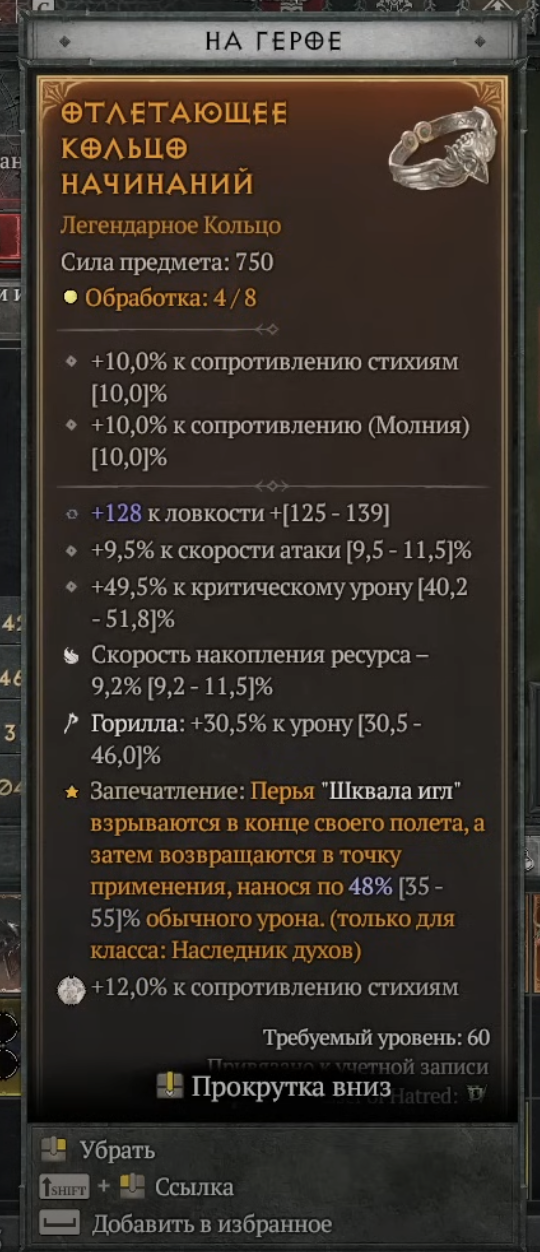 НА ГЕРОЕ
ОТЛЕТАЮЩЕЕ
КОЛЬЦО
НАЧИНАНИЙ
Легендарное Кольцо
Сила предмета: 750
Обработка: 4 / 8
+10,0% к сопротивлению стихиям
[10,0]%
+10,0% к сопротивлению (Молния)
[10,0]%
+128 к ловкости +[125 - 139]
+9,5% к скорости атаки [9,5 - 11,5]%
+49,5% к критическому урону [40,2
- 51,8]%
Скорость накопления ресурса –
9,2% [9,2 - 11,5]%
Горилла: +30,5% к урону [30,5 -
46,0]%
Запечатление: Перья "Шквала игл"
взрываются в конце своего полета, а
затем возвращаются в точку
применения, нанося по 48% [35 -
55]% обычного урона. (только для
класса: Наследник духов)
+12,0% к сопротивлению стихиям
Требуемый уровень: 60
Привязано к учетной записи
of Hatred:
Прокрутка вниз
Убрать
SHIFT + Ссылка
Добавить в избранное